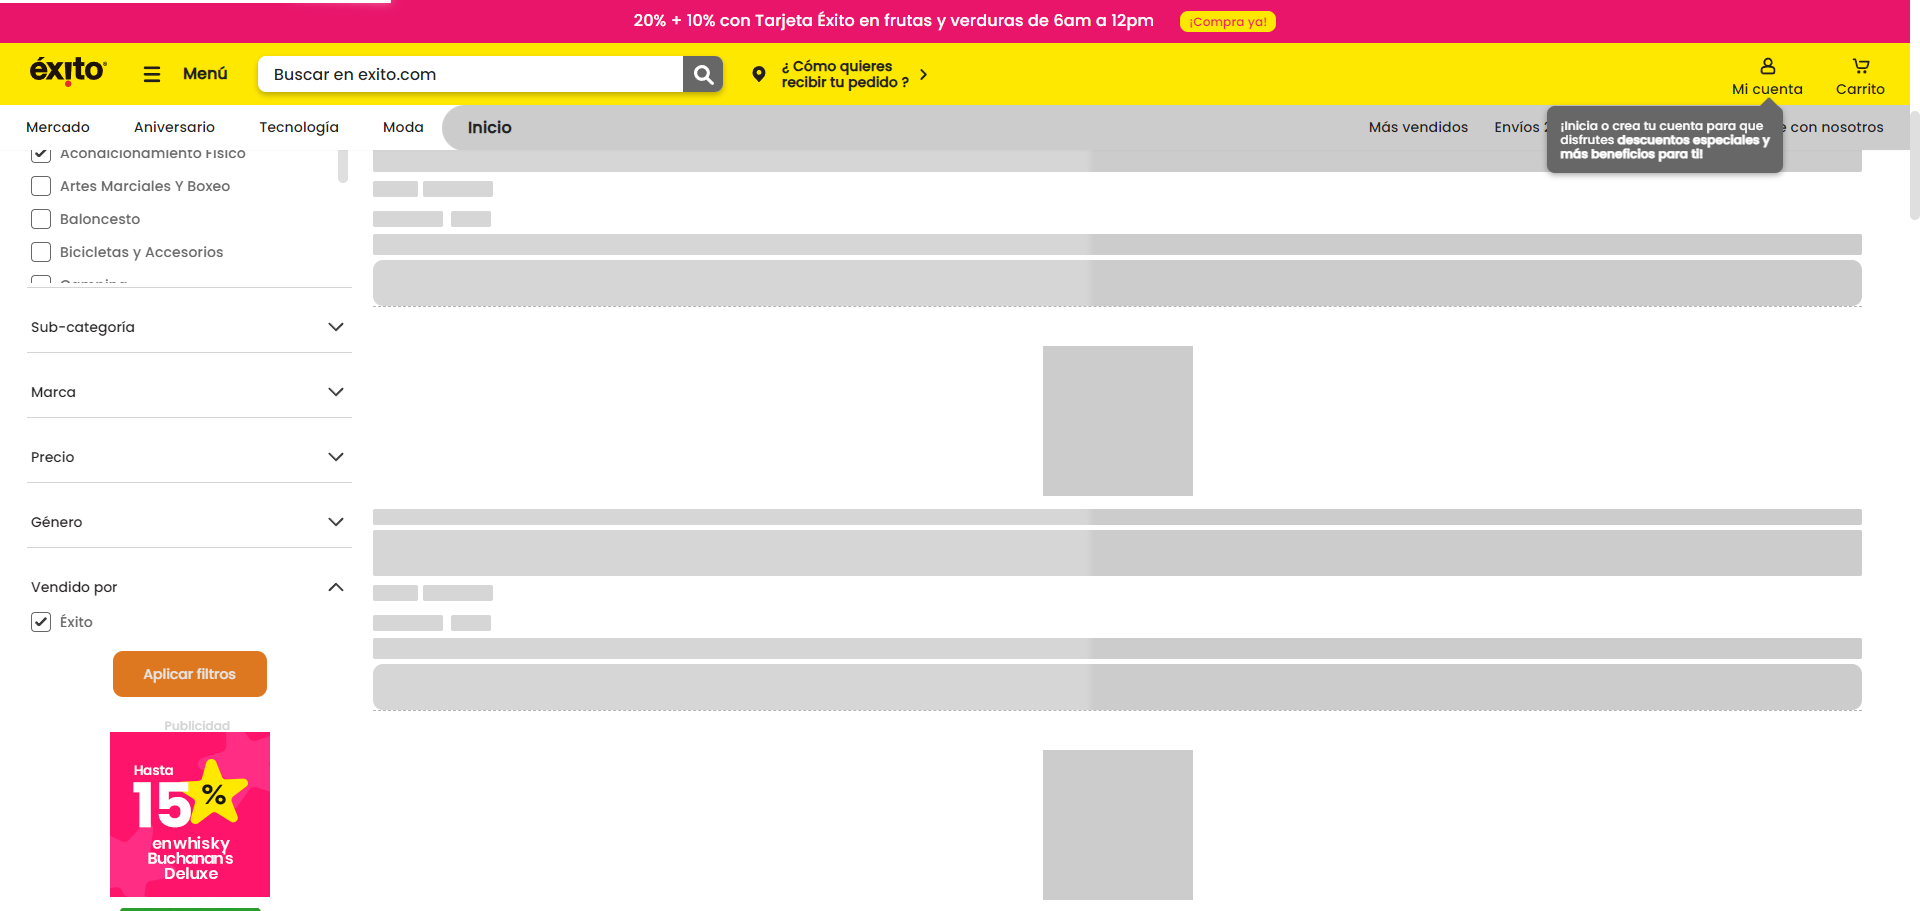 20% + 10% con Tarjeta Éxito en frutas y verduras de 6am a 12pm
¡Compra ya!
éxito
Menú
Buscar en exito.com
¿ Cómo quieres
recibir tu pedido ?
Mi cuenta
Carrito
Mercado
Aniversario
Tecnología
Moda
Inicio
Más vendidos
Envíos
e con nosotros
¡Inicia o crea tu cuenta para que
disfrutes descuentos especiales y
más beneficios para ti!
Acondicionamiento Físico
Artes Marciales Y Boxeo
Baloncesto
Bicicletas y Accesorios
Sub-categoría
Marca
Precio
Género
Vendido por
Éxito
Aplicar filtros
Publicidad
Hasta
15%
en whisky
Buchanan's
Deluxe